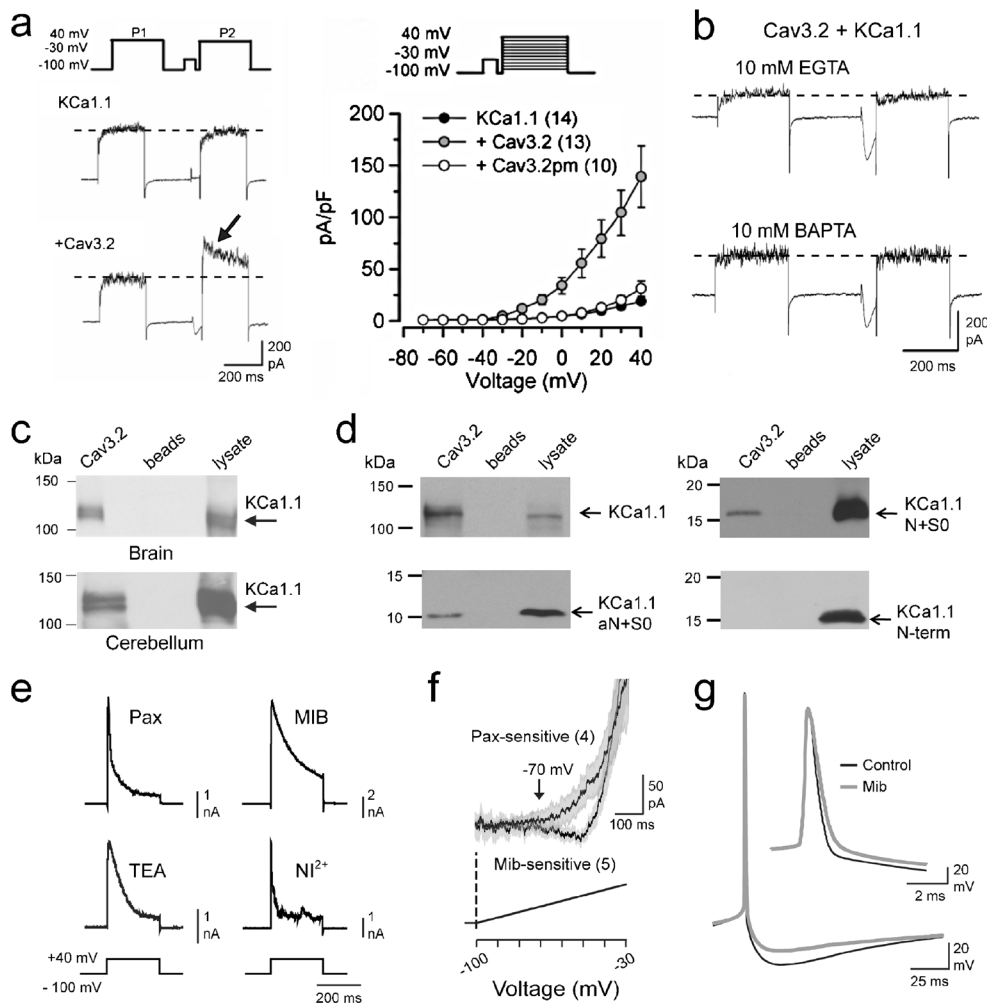 a
40 mV
-30 mV
-100 mV
P1
P2
KCa1.1
+Cav3.2
200
pA
200 ms
40 mV
-30 mV
-100 mV
200
150
100
50
0
pA/pF
KCa1.1 (14)
+ Cav3.2 (13)
+ Cav3.2pm (10)
-80 -60 -40 -20 0 20 40
Voltage (mV)
b
Cav3.2 + KCa1.1
10 mM EGTA
10 mM BAPTA
200
pA
200 ms
c
kDa
Cav3.2
beads
lysate
150
100
KCa1.1
Brain
150
100
KCa1.1
Cerebellum
d
kDa
Cav3.2
beads
lysate
150
100
KCa1.1
15
10
KCa1.1
aN+S0
kDa
Cav3.2
beads
lysate
20
15
KCa1.1
N+S0
20
15
KCa1.1
N-term
e
Pax
1
nA
MIB
2
nA
TEA
1
nA
NI2+
1
nA
+40 mV
- 100 mV
200 ms
f
Pax-sensitive (4)
-70 mV
50
pA
100 ms
Mib-sensitive (5)
-100
-30
Voltage (mV)
g
Control
Mib
20
mV
2 ms
20
mV
25 ms